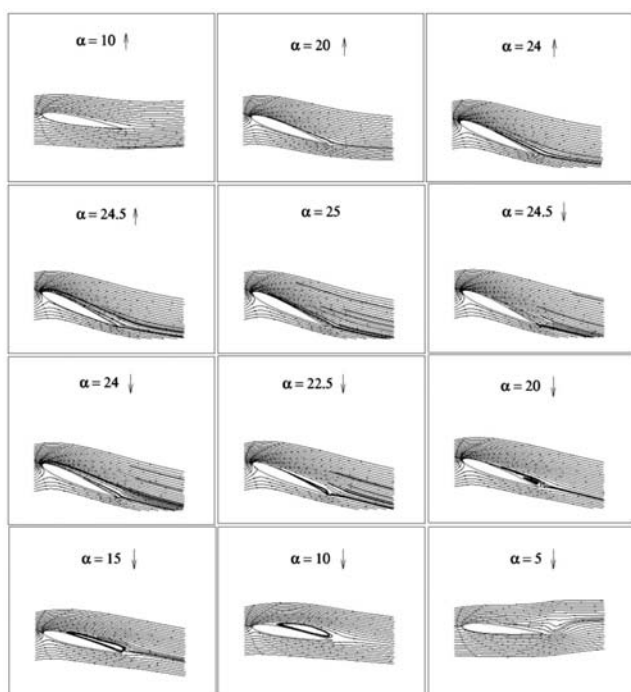 α = 10 ↑
α = 20 ↑
α = 24 ↑
α = 24.5 ↑
α = 25
α = 24.5 ↓
α = 24 ↓
α = 22.5 ↓
α = 20 ↓
α = 15 ↓
α = 10 ↓
α = 5 ↓